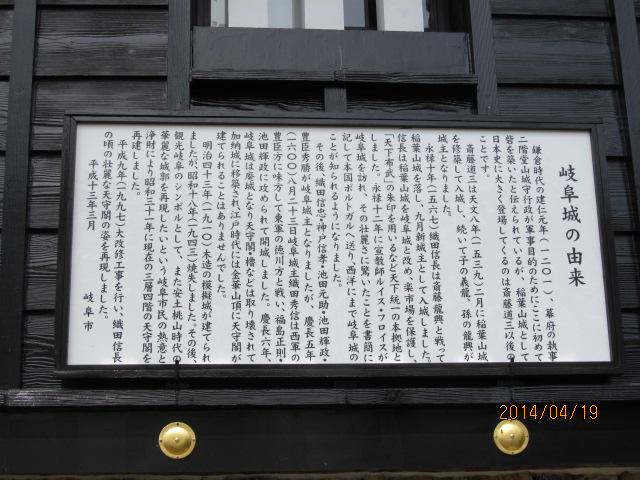 岐阜城の由来
鎌倉時代の建仁元年(一二〇一)、幕府の執事
二階堂山城守行政が軍事目的のためにここに初めて
砦を築いたと伝えられているが、稲葉山城として
日本史に大きく登場してくるのは斎藤道三以後の
ことです。
斎藤道三は天文八年(一五三九)二月に稲葉山城
を修築して入城し、続いて子の義龍、孫の龍興が
城主となりました。
永禄十年(一五六七)織田信長は斎藤龍興と戦って
稲葉山城を落し、九月新城主として入城しました。
信長は稲葉山城を岐阜城と改め、楽市場を保護し、
「天下布武」の朱印を用いるなど天下統一の本拠地と
しました。永禄十二年に宣教師ルイス・フロイスが
岐阜城を訪れ、その壮麗さに驚いたことを書簡に
記して本国ポルトガルへ送り、西洋にまで岐阜城の
ことが知られるようになりました。
その後、織田信忠・神戸信孝・池田元助・池田輝政・
豊臣秀勝が岐阜城主となりましたが、慶長五年
(一六〇〇)八月二十三日岐阜城主織田秀信は西軍の
豊臣方に味方して東軍の徳川方と戦い、福島正則・
池田輝政に攻められて開城しました。慶長六年、
岐阜城は廃城となり天守閣・櫓などは取り壊されて
加納城に移築され、江戸時代には金華山頂に天守閣が
建てられることはありませんでした。
明治四十三年(一九一〇)木造の模擬城が建てられ
ましたが、昭和十八年(一九四三)焼失しました。その後、
観光岐阜のシンボルとして、また安土桃山時代の
華麗な城郭を再現したいという岐阜市民の熱意と
浄財により昭和三十一年に現在の三層四階の天守閣を
再建しました。
平成九年(一九九七)大改修工事を行い、織田信長
の頃の壮麗な天守閣の姿を再現しました。
平成十三年三月
岐阜市
2014/04/19